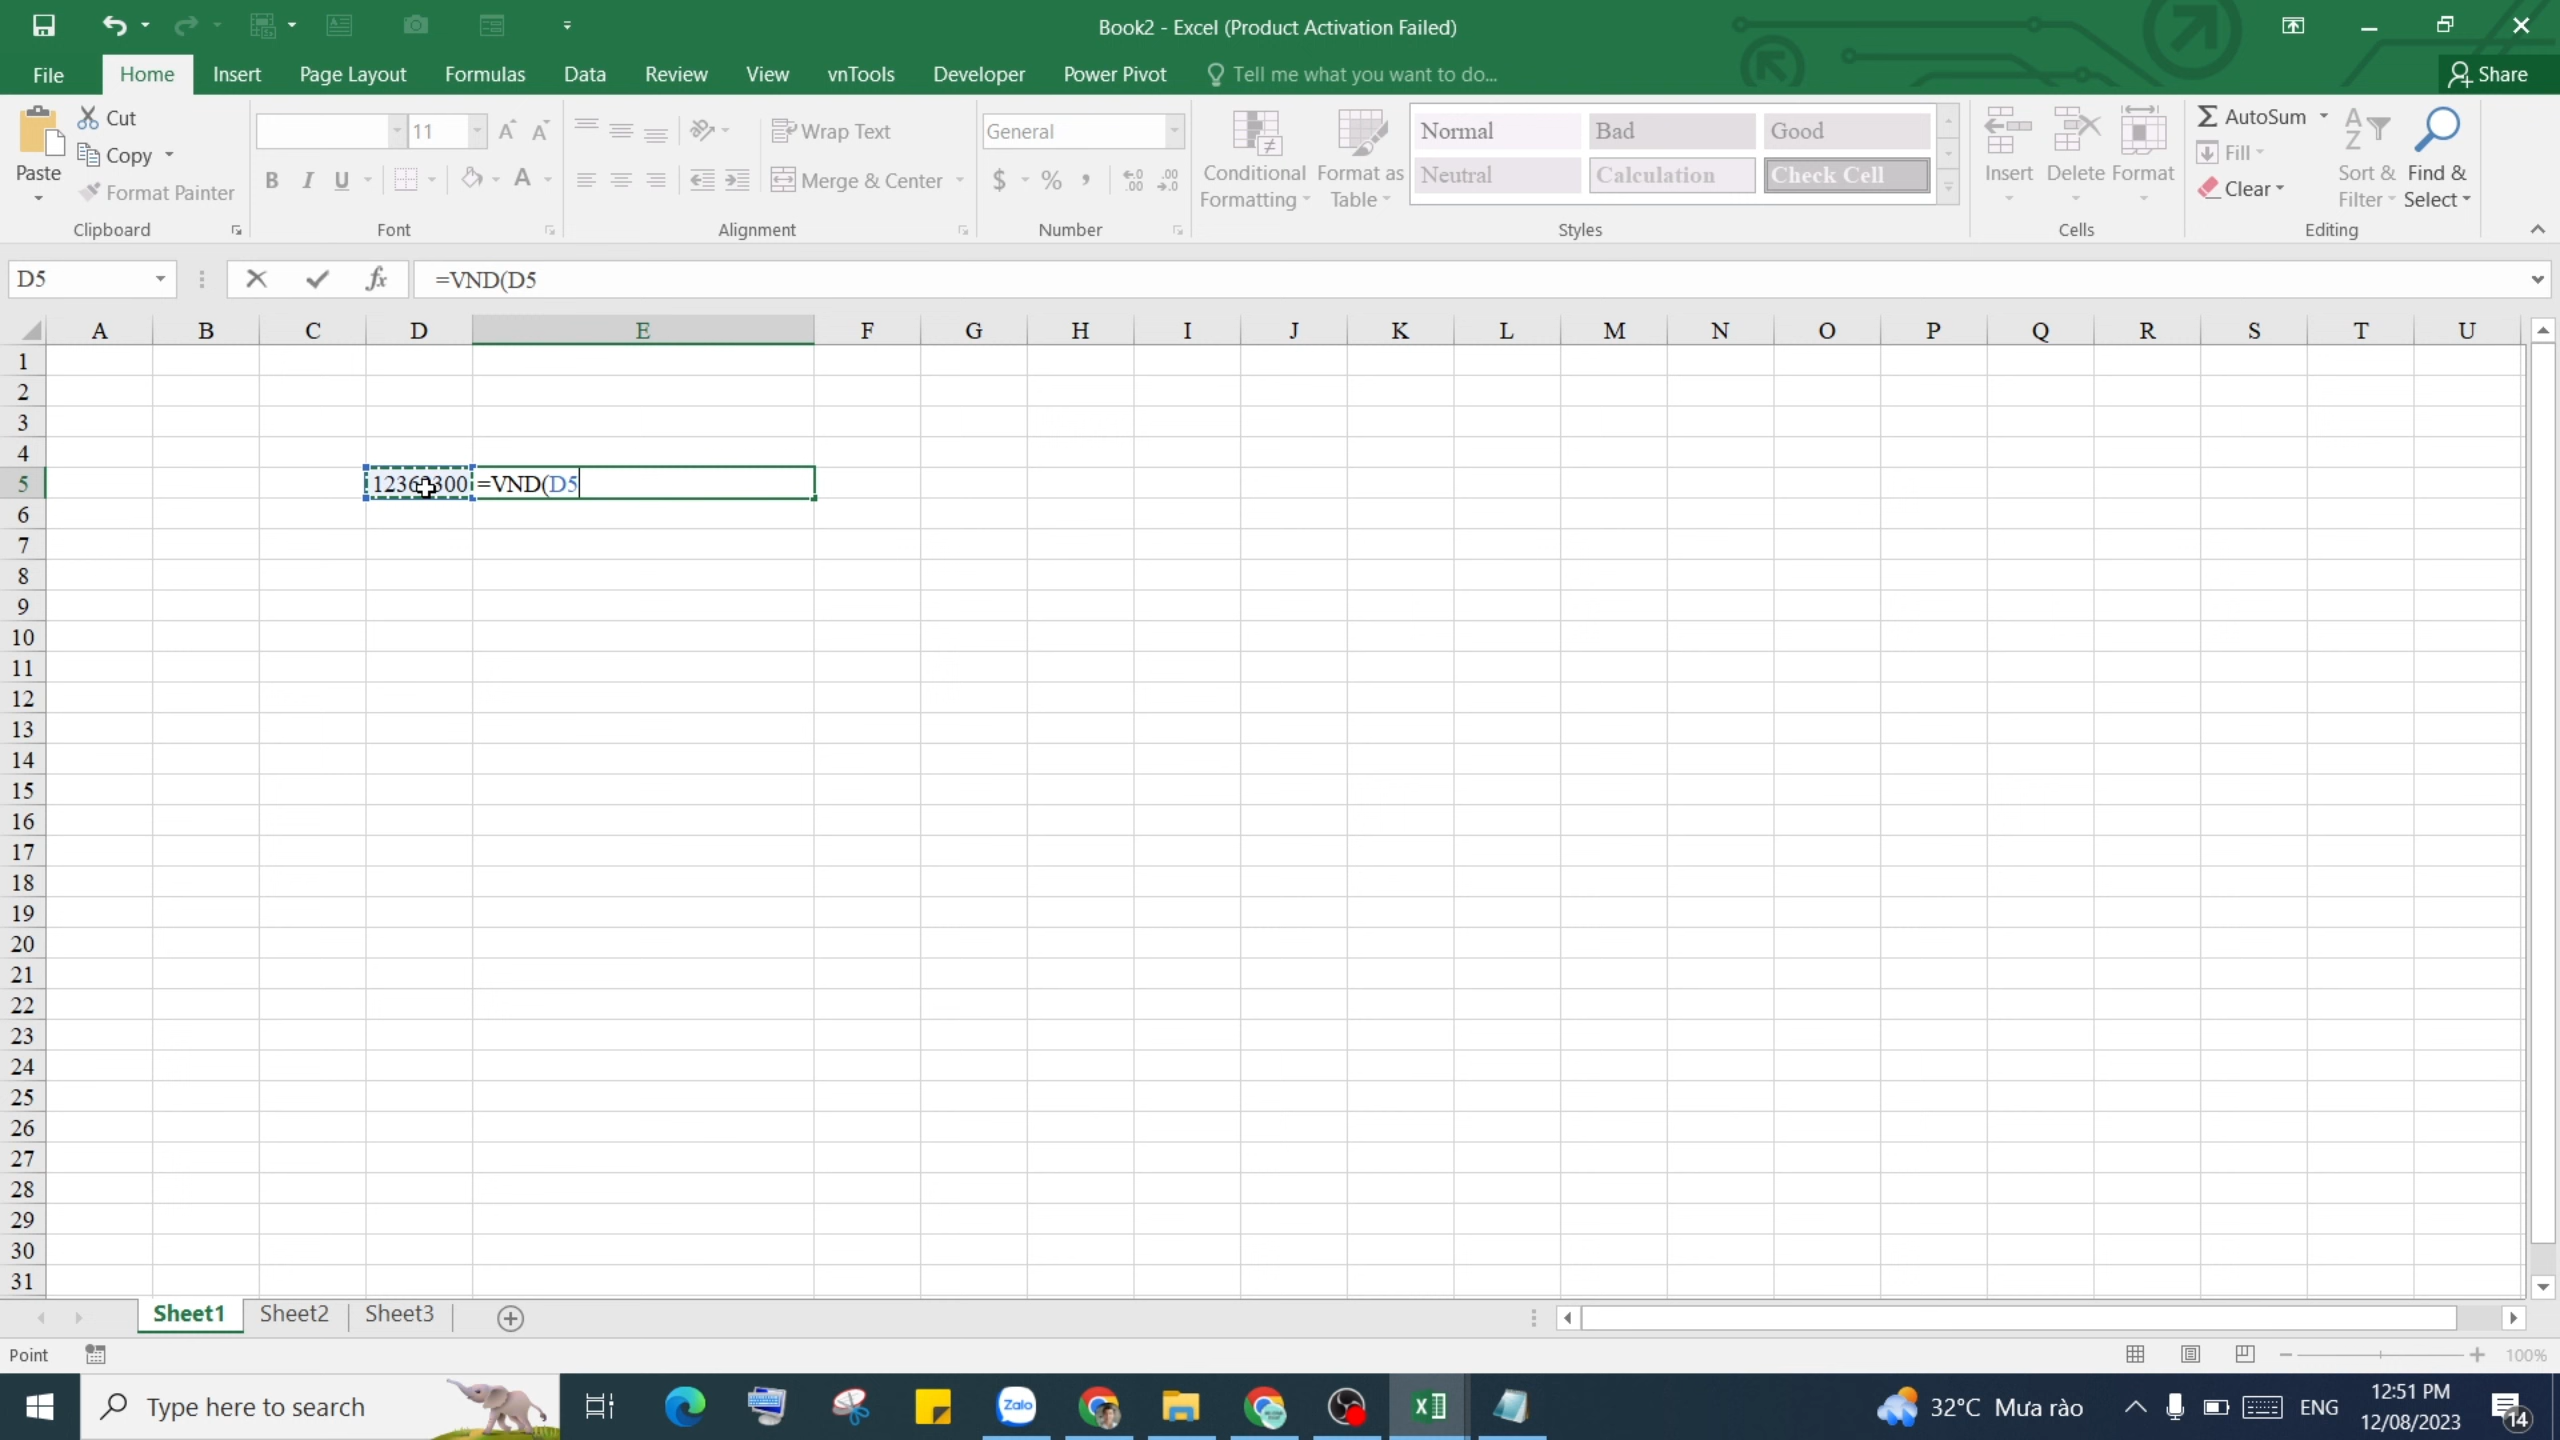 Book2 - Excel (Product Activation Failed)
File Home Insert Page Layout Formulas Data Review View vnTools Developer Power Pivot Tell me what you want to do... Share
Paste
Cut
Copy
Format Painter
Clipboard
11
B I U A
Font
Wrap Text
Merge & Center
Alignment
General
$ % ,
Number
Conditional
Formatting
Format as
Table
Normal Bad Good
Neutral Calculation Check Cell
Styles
Insert Delete Format
Cells
AutoSum
Fill
Clear
Sort &
Filter
Find &
Select
Editing
D5 fx =VND(D5
A B C D E F G H I J K L M N O P Q R S T U
1
2
3
4
5 =VND(D5
6
7
8
9
10
11
12
13
14
15
16
17
18
19
20
21
22
23
24
25
26
27
28
29
30
31
Sheet1 Sheet2 Sheet3
Point 100%
Type here to search Zalo 32°C Mưa rào ENG 12:51 PM
12/08/2023
14